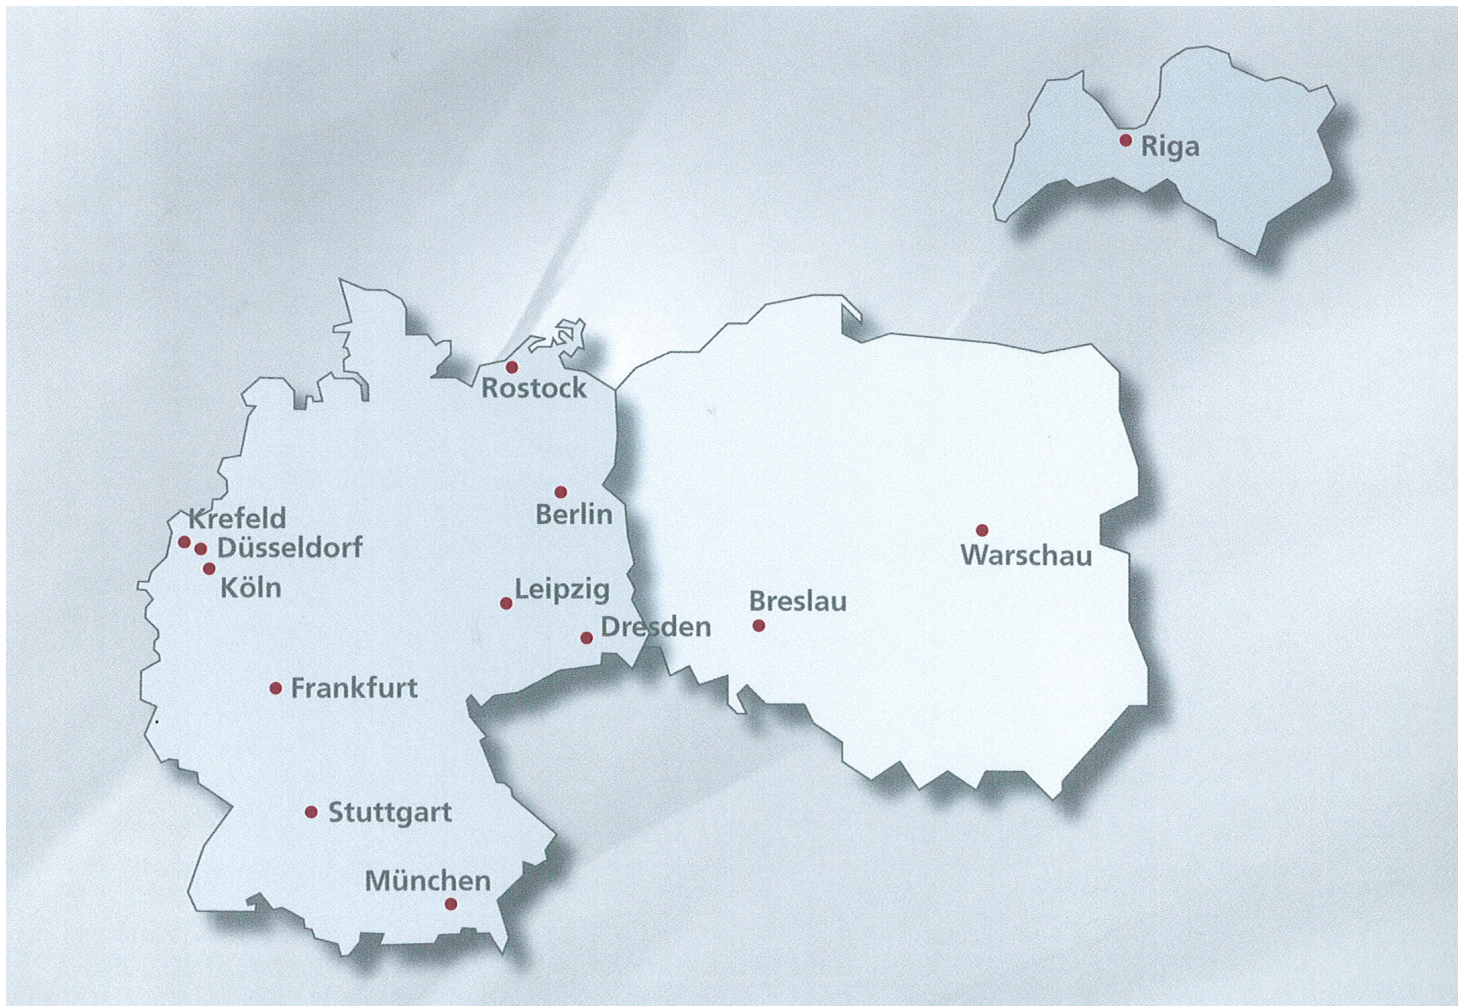 Riga
Rostock
Berlin
Krefeld
Düsseldorf
Köln
Warschau
Leipzig
Breslau
Dresden
Frankfurt
Stuttgart
München